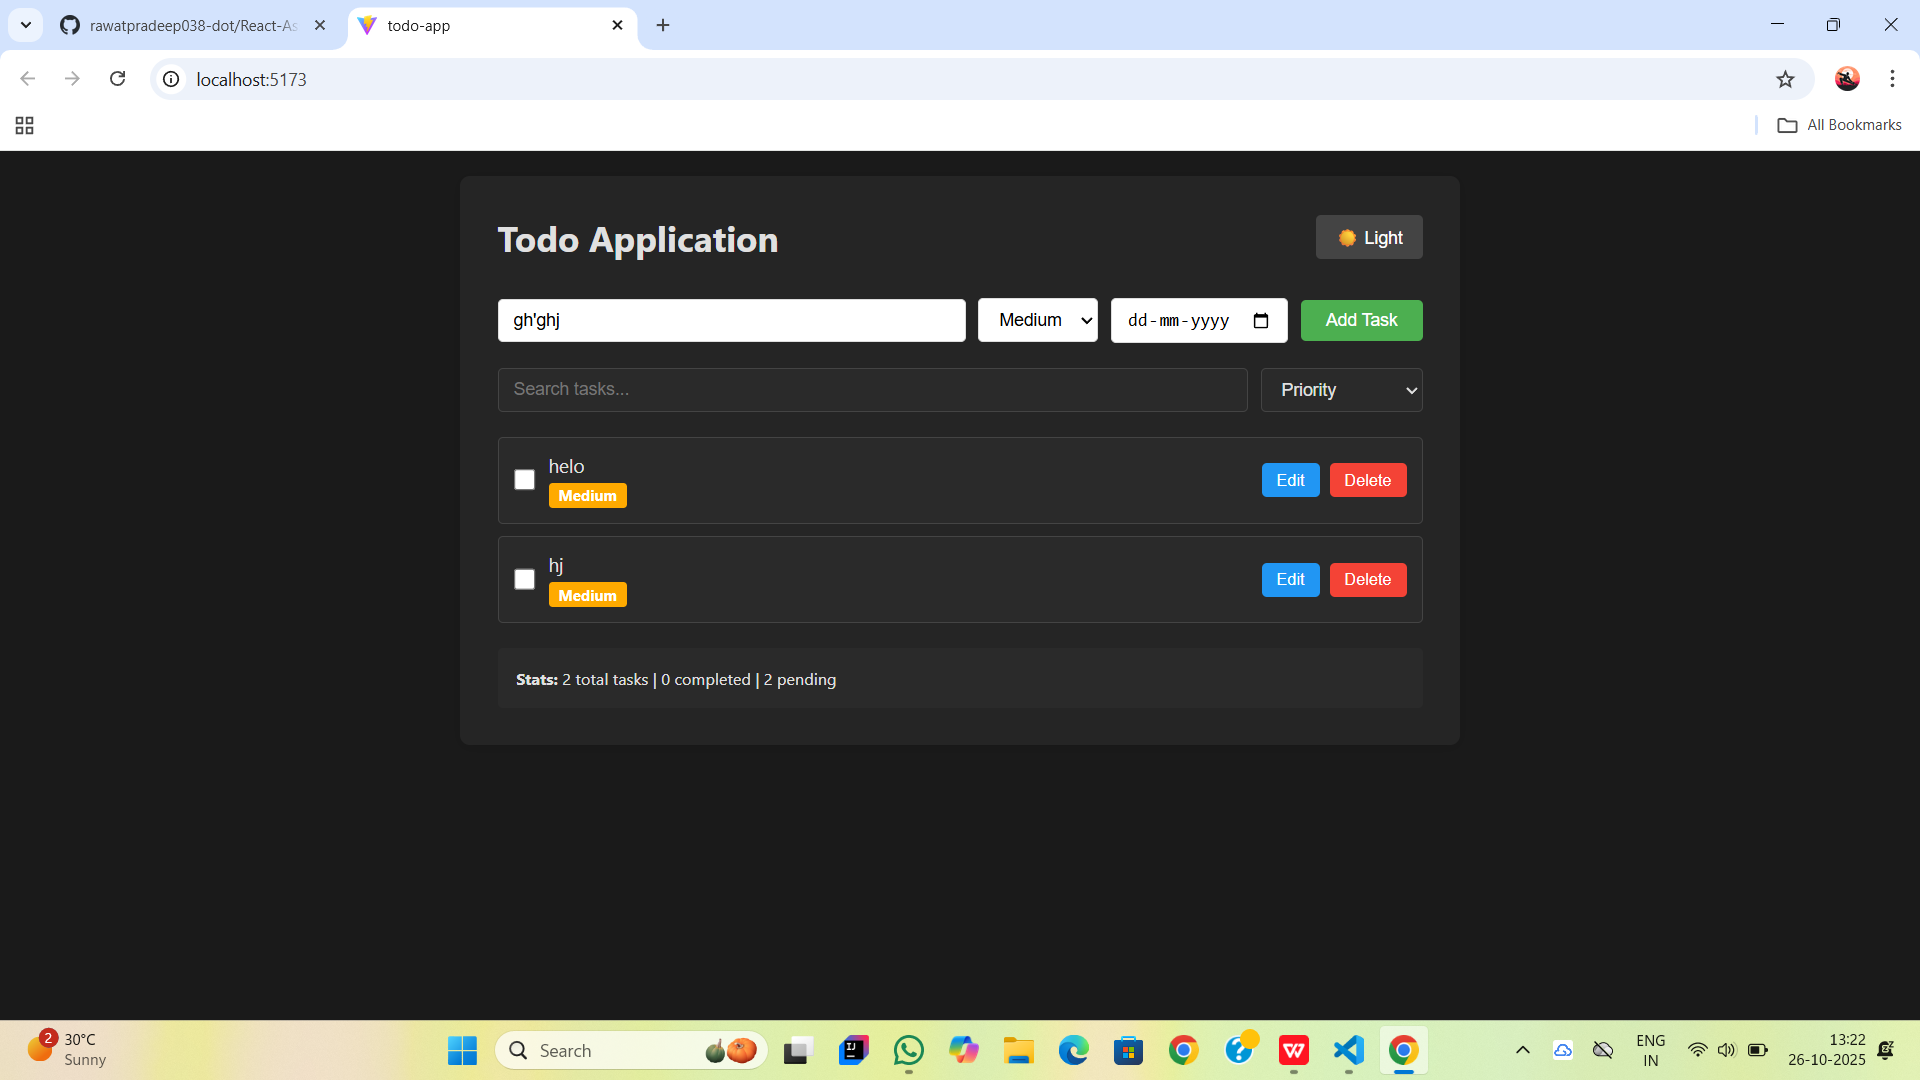 rawatpradeep038-dot/React-As
todo-app
localhost:5173
All Bookmarks
Todo Application
Light
gh'ghj
Medium
dd-mm-yyyy
Add Task
Search tasks...
Priority
helo
Medium
Edit
Delete
hj
Medium
Edit
Delete
Stats: 2 total tasks | 0 completed | 2 pending
2
30°C
Sunny
Search
ENG
IN
13:22
26-10-2025